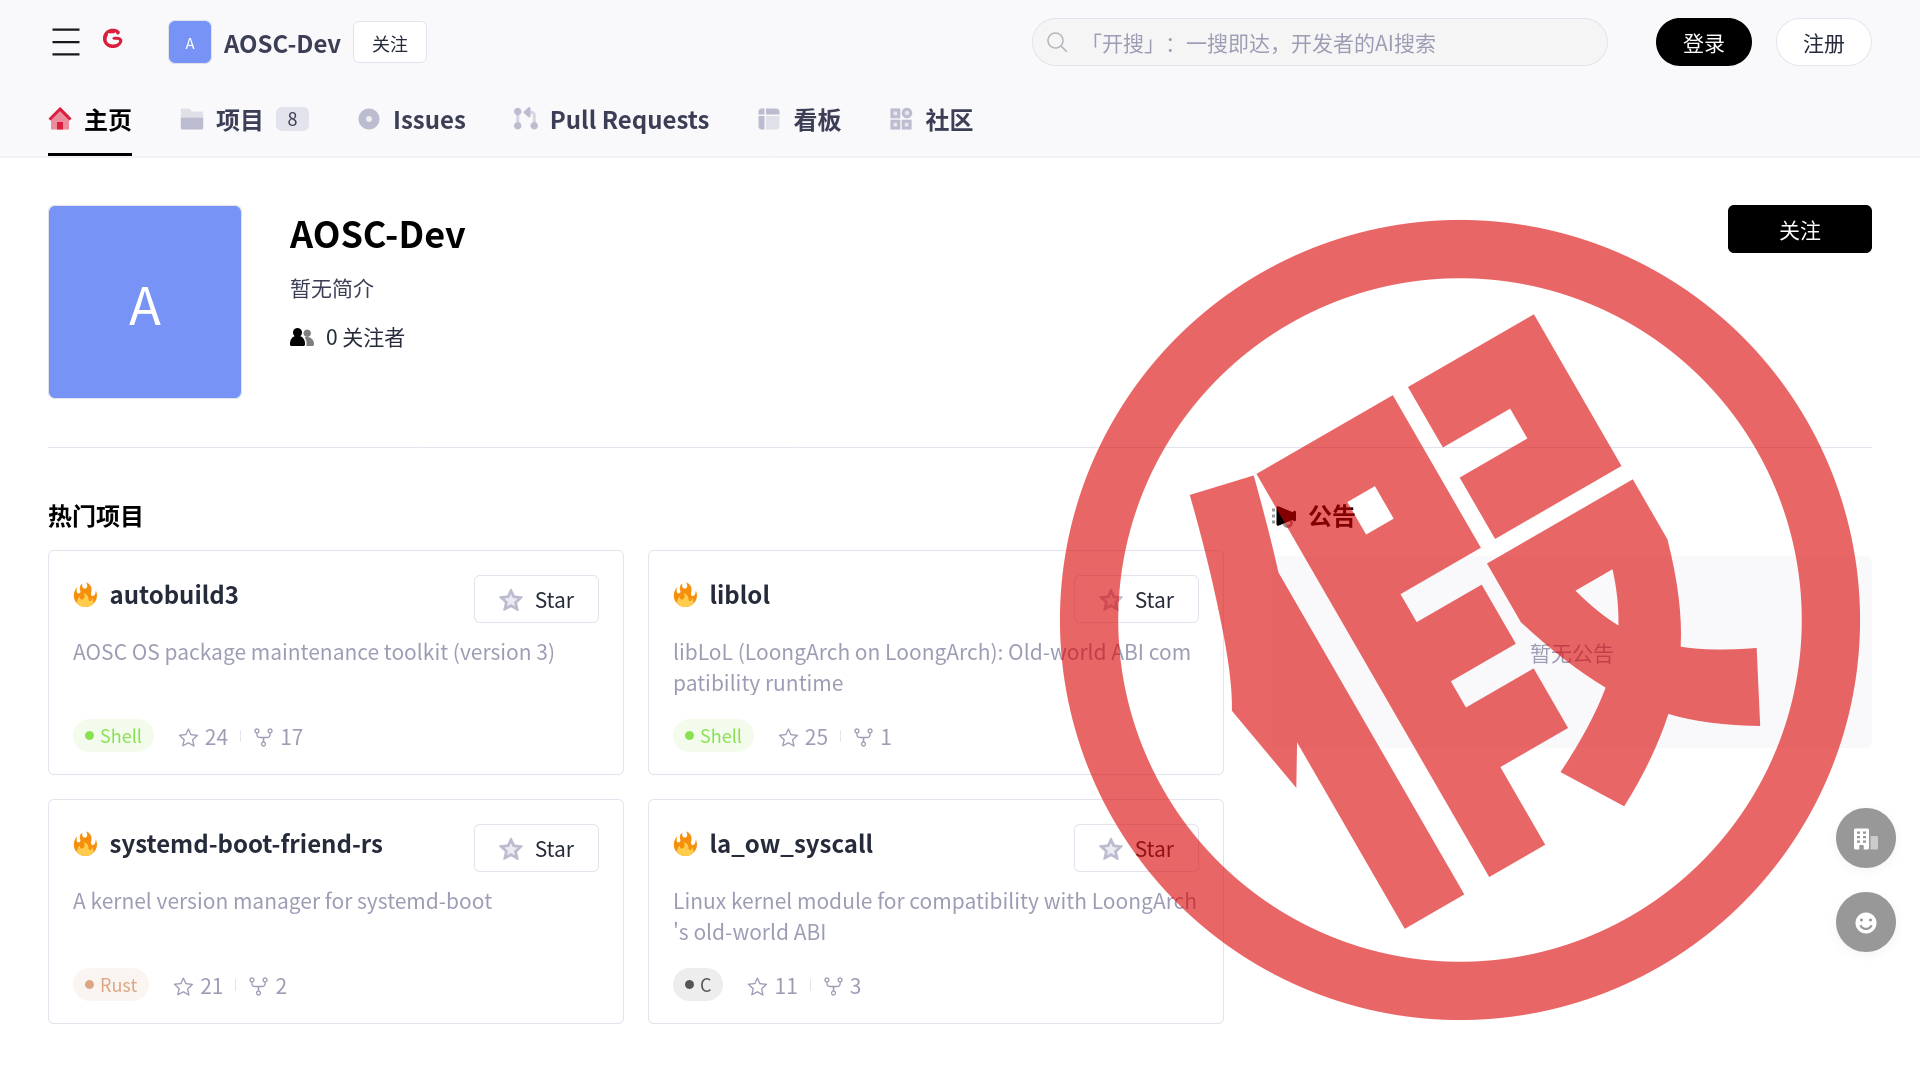 A AOSC-Dev 关注
「开搜」：一搜即达，开发者的AI搜索
登录
注册
主页
项目 8
Issues
Pull Requests
看板
社区
A
AOSC-Dev
暂无简介
0 关注者
关注
假
热门项目
autobuild3
Star
AOSC OS package maintenance toolkit (version 3)
Shell 24 17
liblol
Star
libLoL (LoongArch on LoongArch): Old-world ABI com
patibility runtime
Shell 25 1
systemd-boot-friend-rs
Star
A kernel version manager for systemd-boot
Rust 21 2
la_ow_syscall
Star
Linux kernel module for compatibility with LoongArch
's old-world ABI
C 11 3
公告
暂无公告